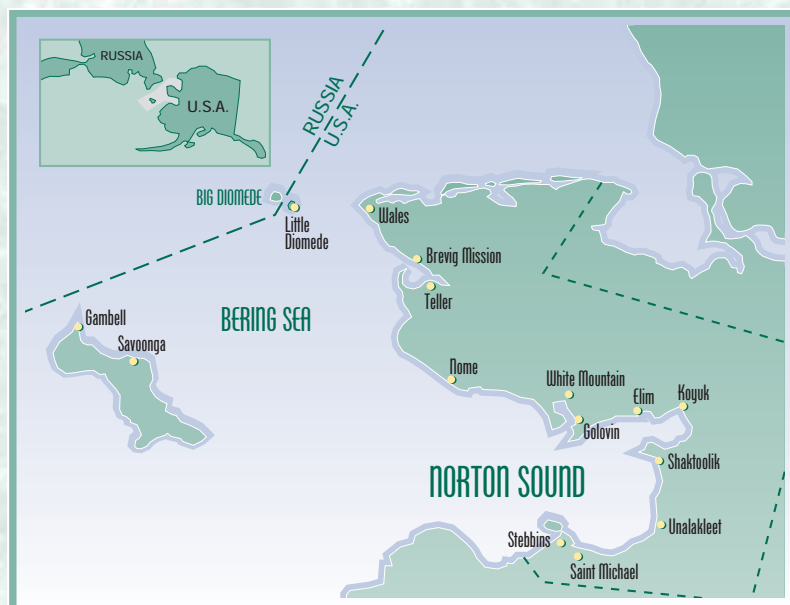 RUSSIA
U.S.A.
RUSSIA
U.S.A.
BIG DIOMEDE
Little
Diomede
Wales
Brevig Mission
Teller
BERING SEA
Gambell
Savoonga
Nome
White Mountain
Elim
Koyuk
Golovin
Shaktoolik
NORTON SOUND
Unalakleet
Stebbins
Saint Michael